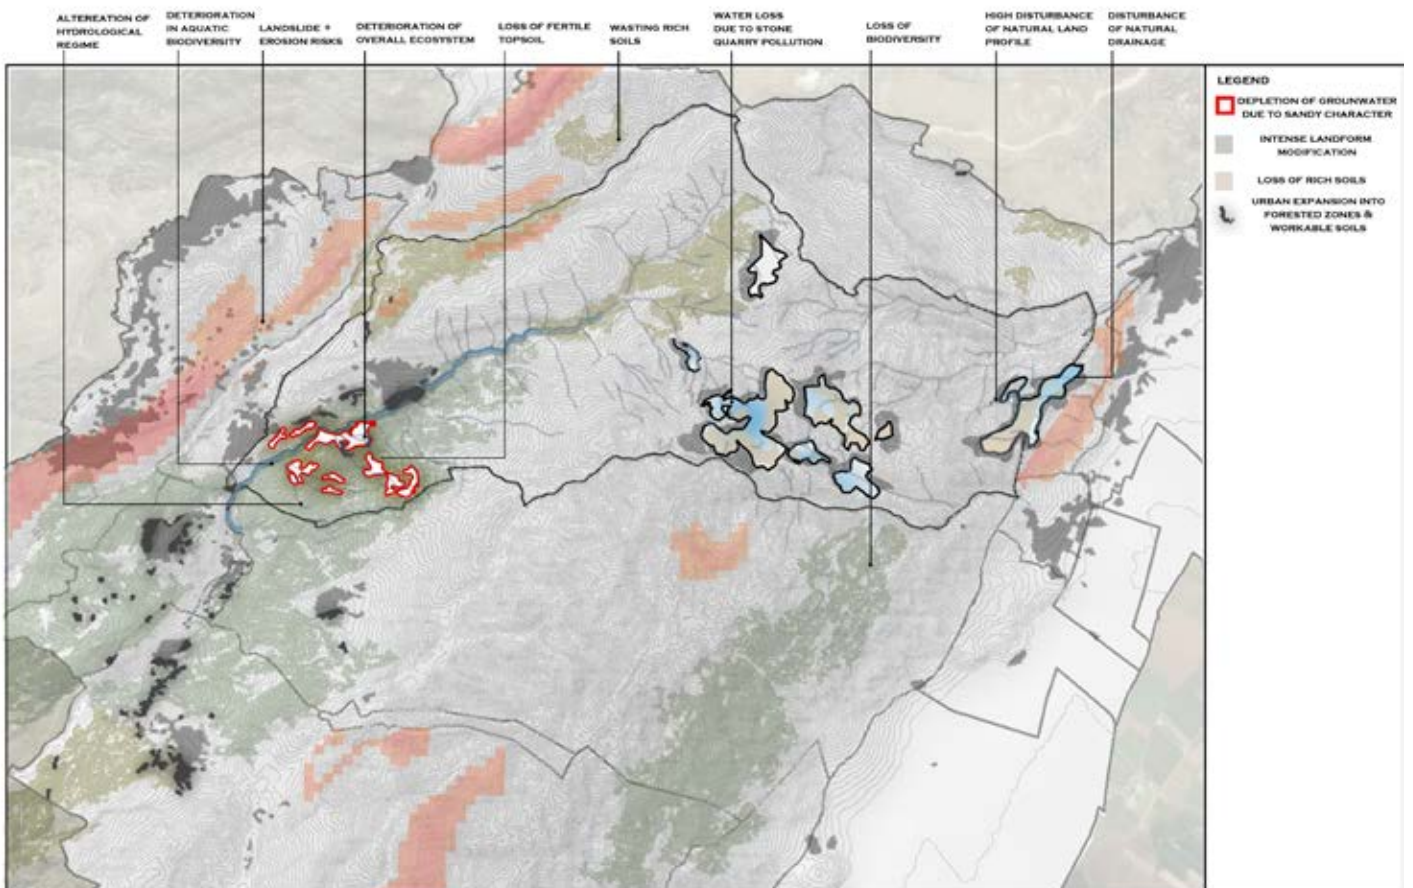 ALTEREATION OF
HYDROLOGICAL
REGIME
DETERIORATION
IN AQUATIC
BIODIVERSITY
LANDSLIDE +
EROSION RISKS
DETERIORATION OF
OVERALL ECOSYSTEM
LOSS OF FERTILE
TOPSOIL
WASTING RICH
SOILS
WATER LOSS
DUE TO STONE
QUARRY POLLUTION
LOSS OF
BIODIVERSITY
HIGH DISTURBANCE
OF NATURAL LAND
PROFILE
DISTURBANCE
OF NATURAL
DRAINAGE
LEGEND
DEPLETION OF GROUNWATER
DUE TO SANDY CHARACTER
INTENSE LANDFORM
MODIFICATION
LOSS OF RICH SOILS
URBAN EXPANSION INTO
FORESTED ZONES &
WORKABLE SOILS